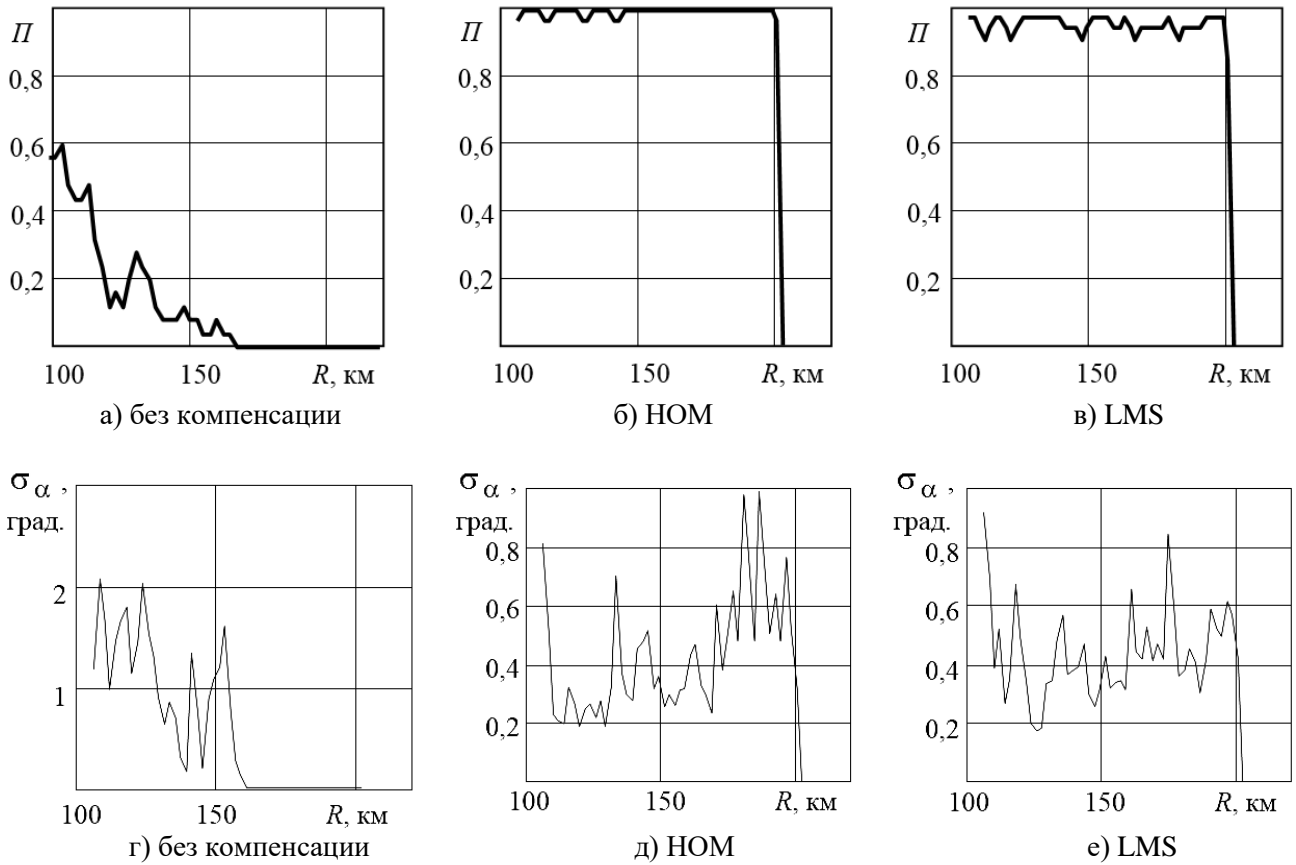 П
0,8
0,6
0,4
0,2
100 150 R, км
а) без компенсации
П
0,8
0,6
0,4
0,2
100 150 R, км
б) НОМ
П
0,8
0,6
0,4
0,2
100 150 R, км
в) LMS
σα ,
град.
2
1
100 150 R, км
г) без компенсации
σα ,
град.
0,8
0,6
0,4
0,2
100 150 R, км
д) НОМ
σα ,
град.
0,8
0,6
0,4
0,2
100 150 R, км
е) LMS